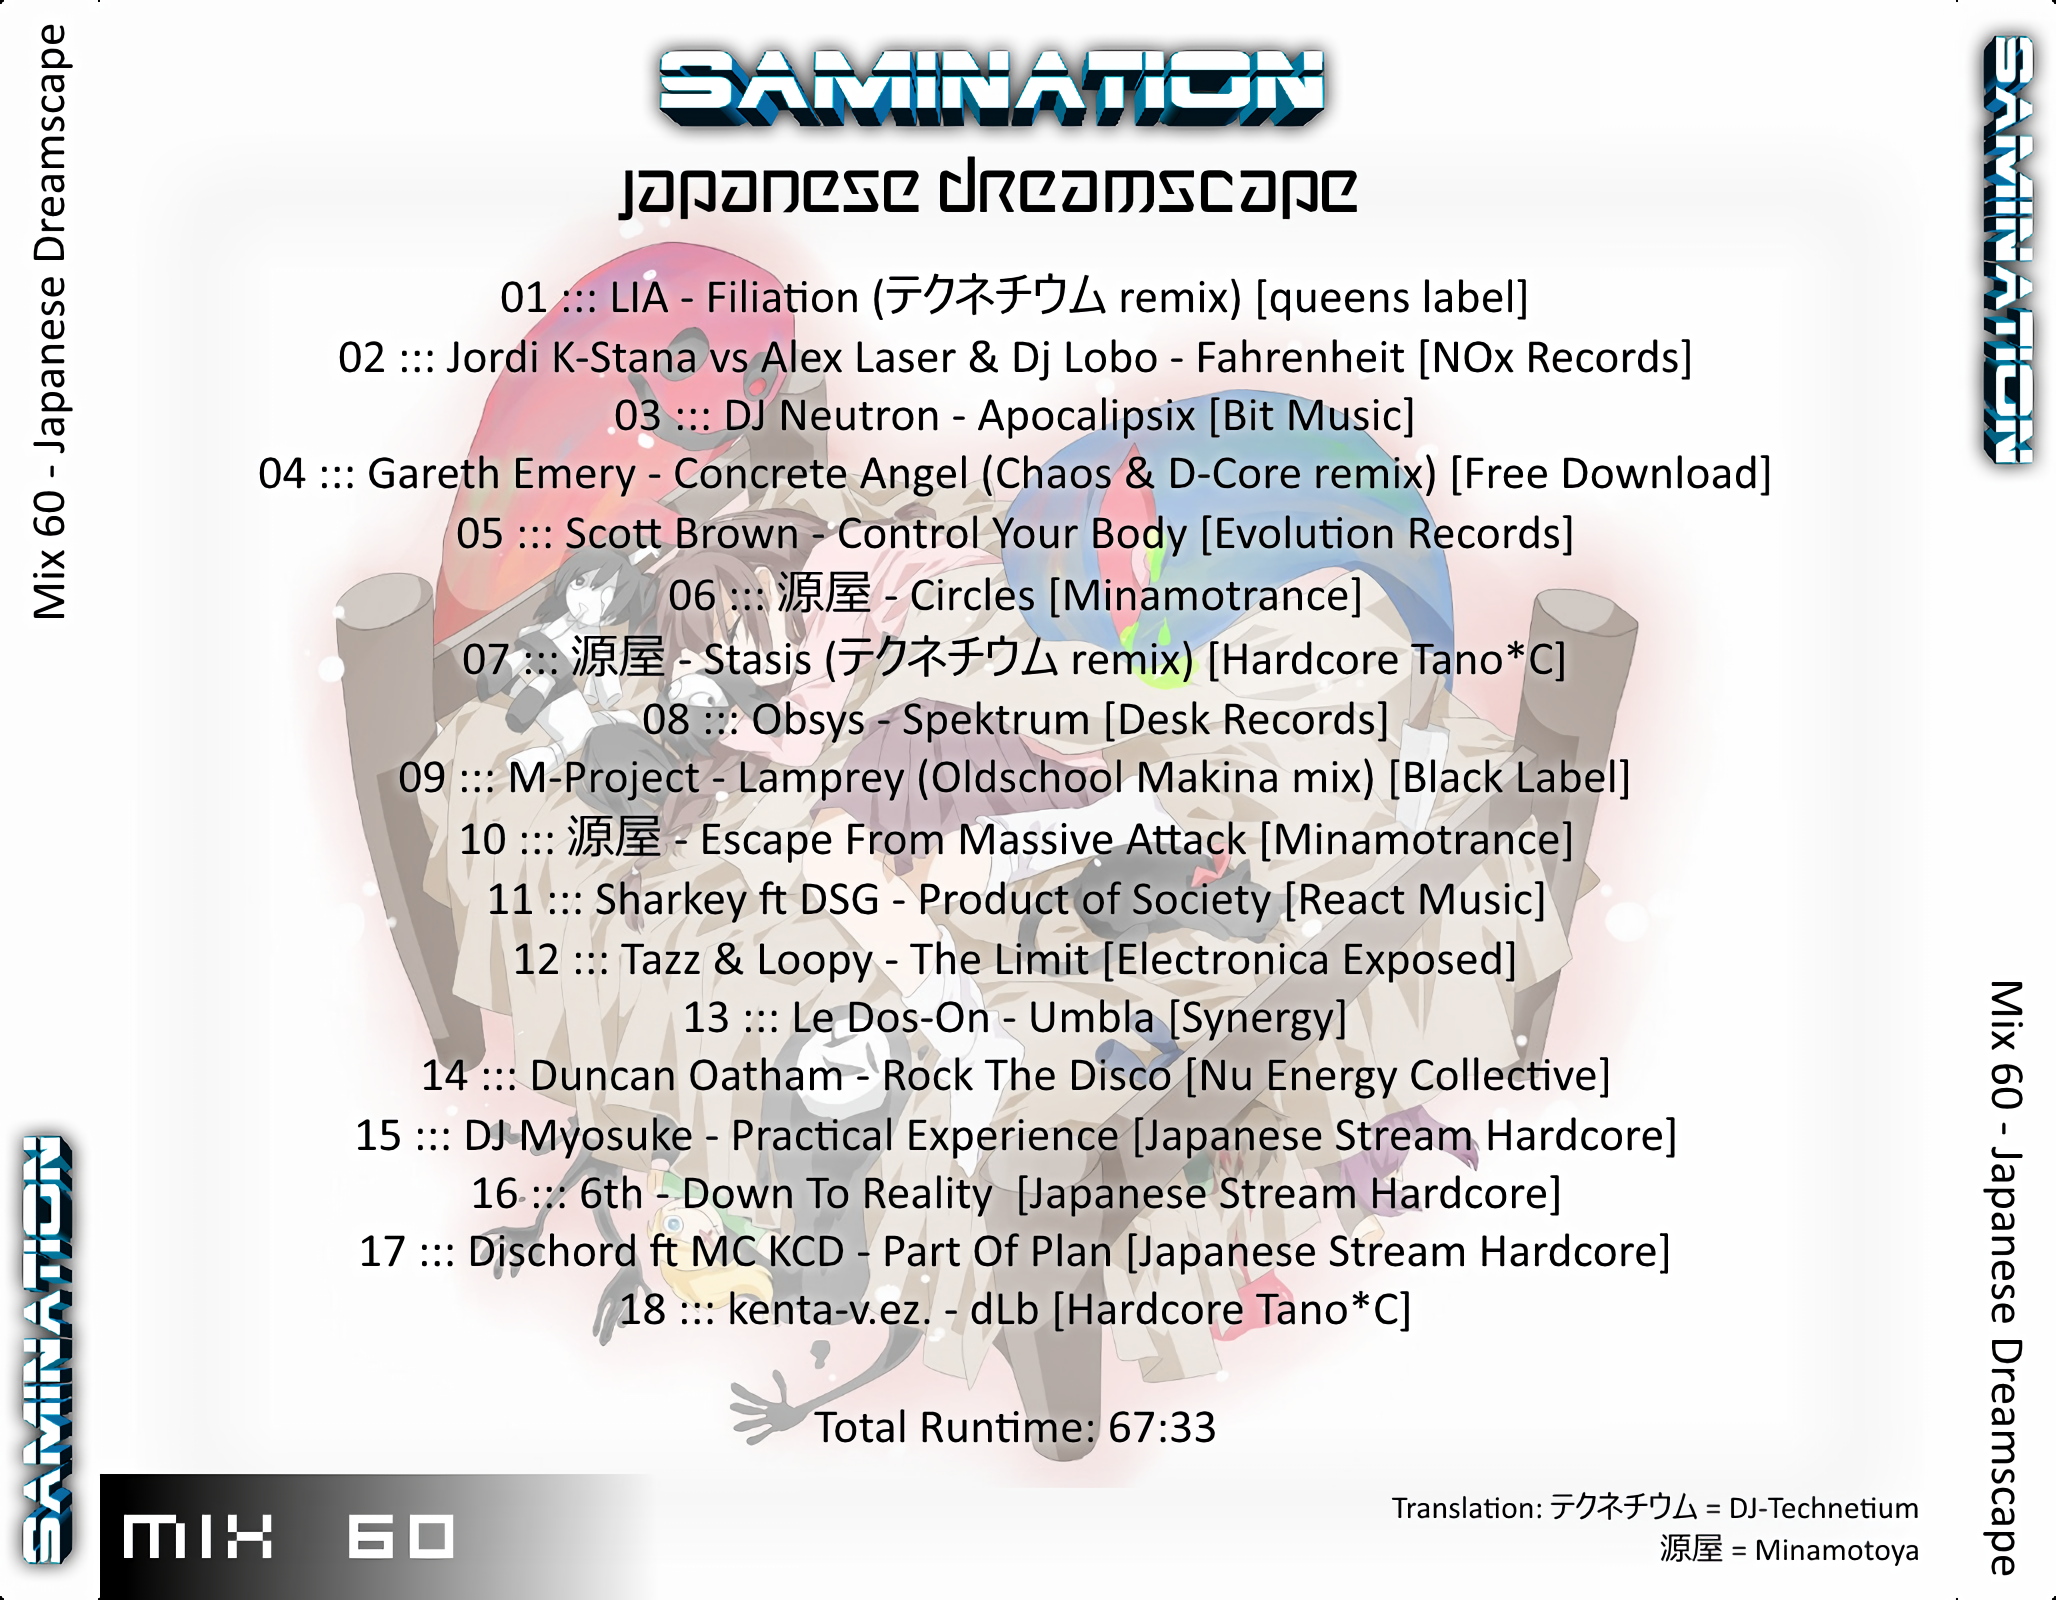 SAMINATION
Japanese Dreamscape
01 ::: LIA - Filiation (テクネチウム remix) [queens label]
02 ::: Jordi K-Stana vs Alex Laser & Dj Lobo - Fahrenheit [NOx Records]
03 ::: DJ Neutron - Apocalipsix [Bit Music]
04 ::: Gareth Emery - Concrete Angel (Chaos & D-Core remix) [Free Download]
05 ::: Scott Brown - Control Your Body [Evolution Records]
06 ::: 源屋 - Circles [Minamotrance]
07 ::: 源屋 - Stasis (テクネチウム remix) [Hardcore Tano*C]
08 ::: Obsys - Spektrum [Desk Records]
09 ::: M-Project - Lamprey (Oldschool Makina mix) [Black Label]
10 ::: 源屋 - Escape From Massive Attack [Minamotrance]
11 ::: Sharkey ft DSG - Product of Society [React Music]
12 ::: Tazz & Loopy - The Limit [Electronica Exposed]
13 ::: Le Dos-On - Umbla [Synergy]
14 ::: Duncan Oatham - Rock The Disco [Nu Energy Collective]
15 ::: DJ Myosuke - Practical Experience [Japanese Stream Hardcore]
16 ::: 6th - Down To Reality  [Japanese Stream Hardcore]
17 ::: Dischord ft MC KCD - Part Of Plan [Japanese Stream Hardcore]
18 ::: kenta-v.ez. - dLb [Hardcore Tano*C]
Total Runtime: 67:33
Translation: テクネチウム = DJ-Technetium
源屋 = Minamotoya
MIX 60
Mix 60 - Japanese Dreamscape
SAMINATION
SAMINATION
Mix 60 - Japanese Dreamscape